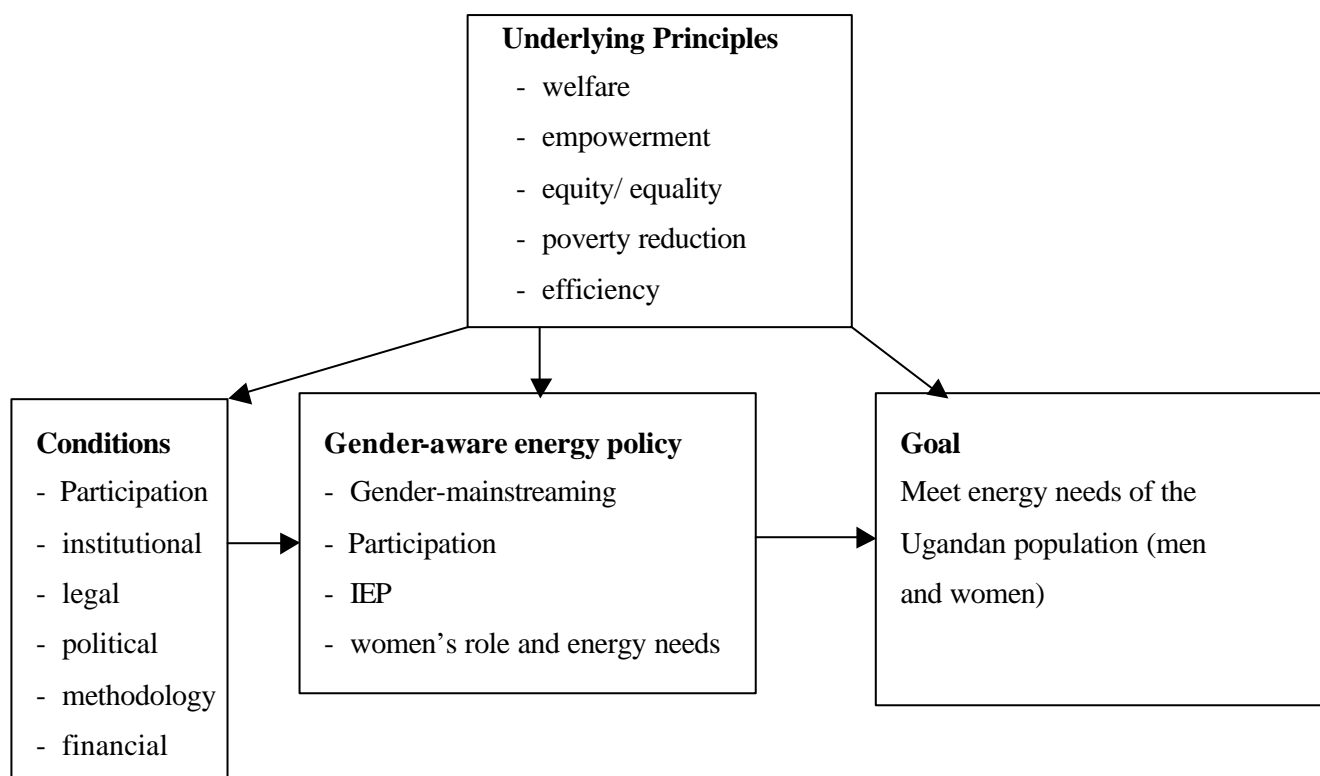 Underlying Principles
- welfare
- empowerment
- equity/ equality
- poverty reduction
- efficiency
Conditions
- Participation
- institutional
- legal
- political
- methodology
- financial
Gender-aware energy policy
- Gender-mainstreaming
- Participation
- IEP
- women’s role and energy needs
Goal
Meet energy needs of the
Ugandan population (men
and women)